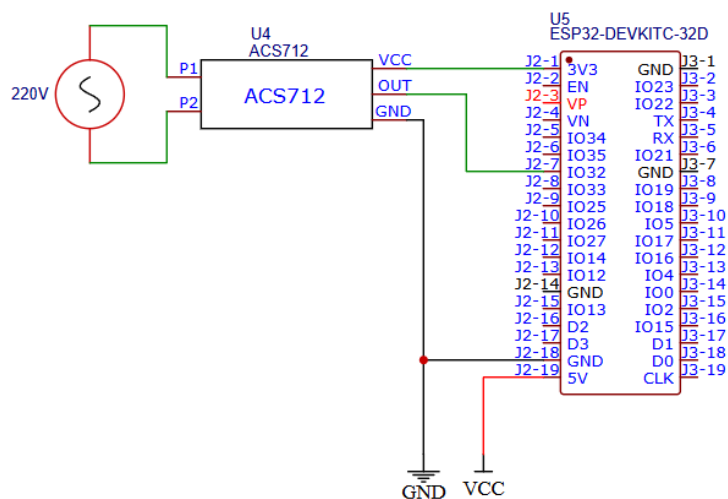 U4
ACS712
220V
P1
P2
ACS712
VCC
OUT
GND
U5
ESP32-DEVKITC-32D
J2-1 3V3 GND J3-1
J2-2 EN IO23 J3-2
J2-3 VP IO22 J3-3
J2-4 VN TX J3-4
J2-5 IO34 RX J3-5
J2-6 IO35 IO21 J3-6
J2-7 IO32 GND J3-7
J2-8 IO33 IO19 J3-8
J2-9 IO25 IO18 J3-9
J2-10 IO26 IO5 J3-10
J2-11 IO27 IO17 J3-11
J2-12 IO14 IO16 J3-12
J2-13 IO12 IO4 J3-13
J2-14 GND IO0 J3-14
J2-15 IO13 IO2 J3-15
J2-16 D2 IO15 J3-16
J2-17 D3 D1 J3-17
J2-18 GND D0 J3-18
J2-19 5V CLK J3-19
GND
VCC